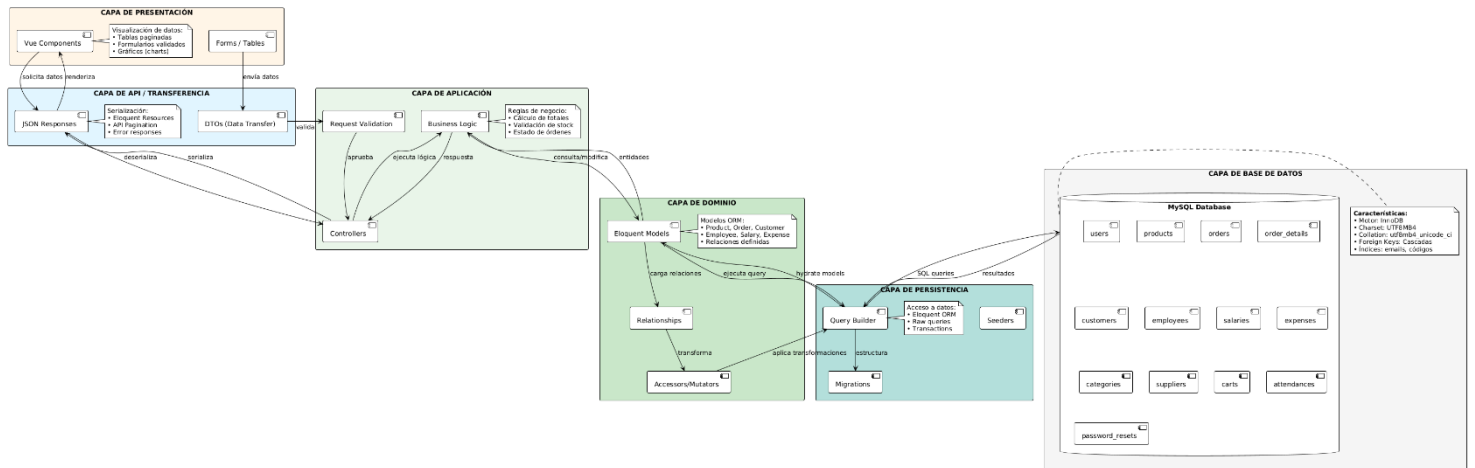 CAPA DE PRESENTACIÓN
Vue Components
Visualización de datos:
• Tablas paginadas
• Formularios validados
• Gráficos (charts)
Forms / Tables
solicita datos
renderiza
envía datos
CAPA DE API / TRANSFERENCIA
JSON Responses
Serialización:
• Eloquent Resources
• API Pagination
• Error responses
DTOs (Data Transfer)
valida
CAPA DE APLICACIÓN
Request Validation
Business Logic
Reglas de negocio:
• Cálculo de totales
• Validación de stock
• Estado de órdenes
deserializa
serializa
aprueba
ejecuta lógica
respuesta
consulta/modifica
entidades
Controllers
CAPA DE DOMINIO
Eloquent Models
Modelos ORM:
• Product, Order, Customer
• Employee, Salary, Expense
• Relaciones definidas
carga relaciones
ejecuta query
hydrate models
Relationships
transforma
aplica transformaciones
Accessors/Mutators
CAPA DE PERSISTENCIA
Query Builder
Acceso a datos:
• Eloquent ORM
• Raw queries
• Transactions
Seeders
estructura
Migrations
SQL queries
resultados
CAPA DE BASE DE DATOS
MySQL Database
users
products
orders
order_details
customers
employees
salaries
expenses
categories
suppliers
carts
attendances
password_resets
Características:
• Motor: InnoDB
• Charset: UTF8MB4
• Collation: utf8mb4_unicode_ci
• Foreign Keys: Cascadas
• Índices: emails, códigos